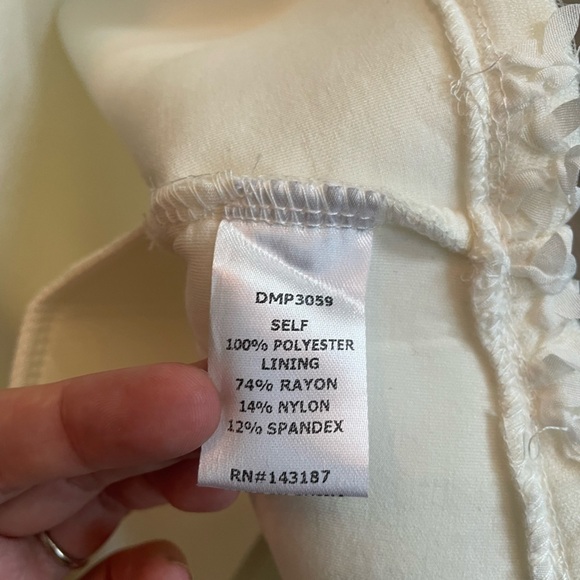 DMP3059
SELF
100% POLYESTER
LINING
74% RAYON
14% NYLON
12% SPANDEX
RN#143187